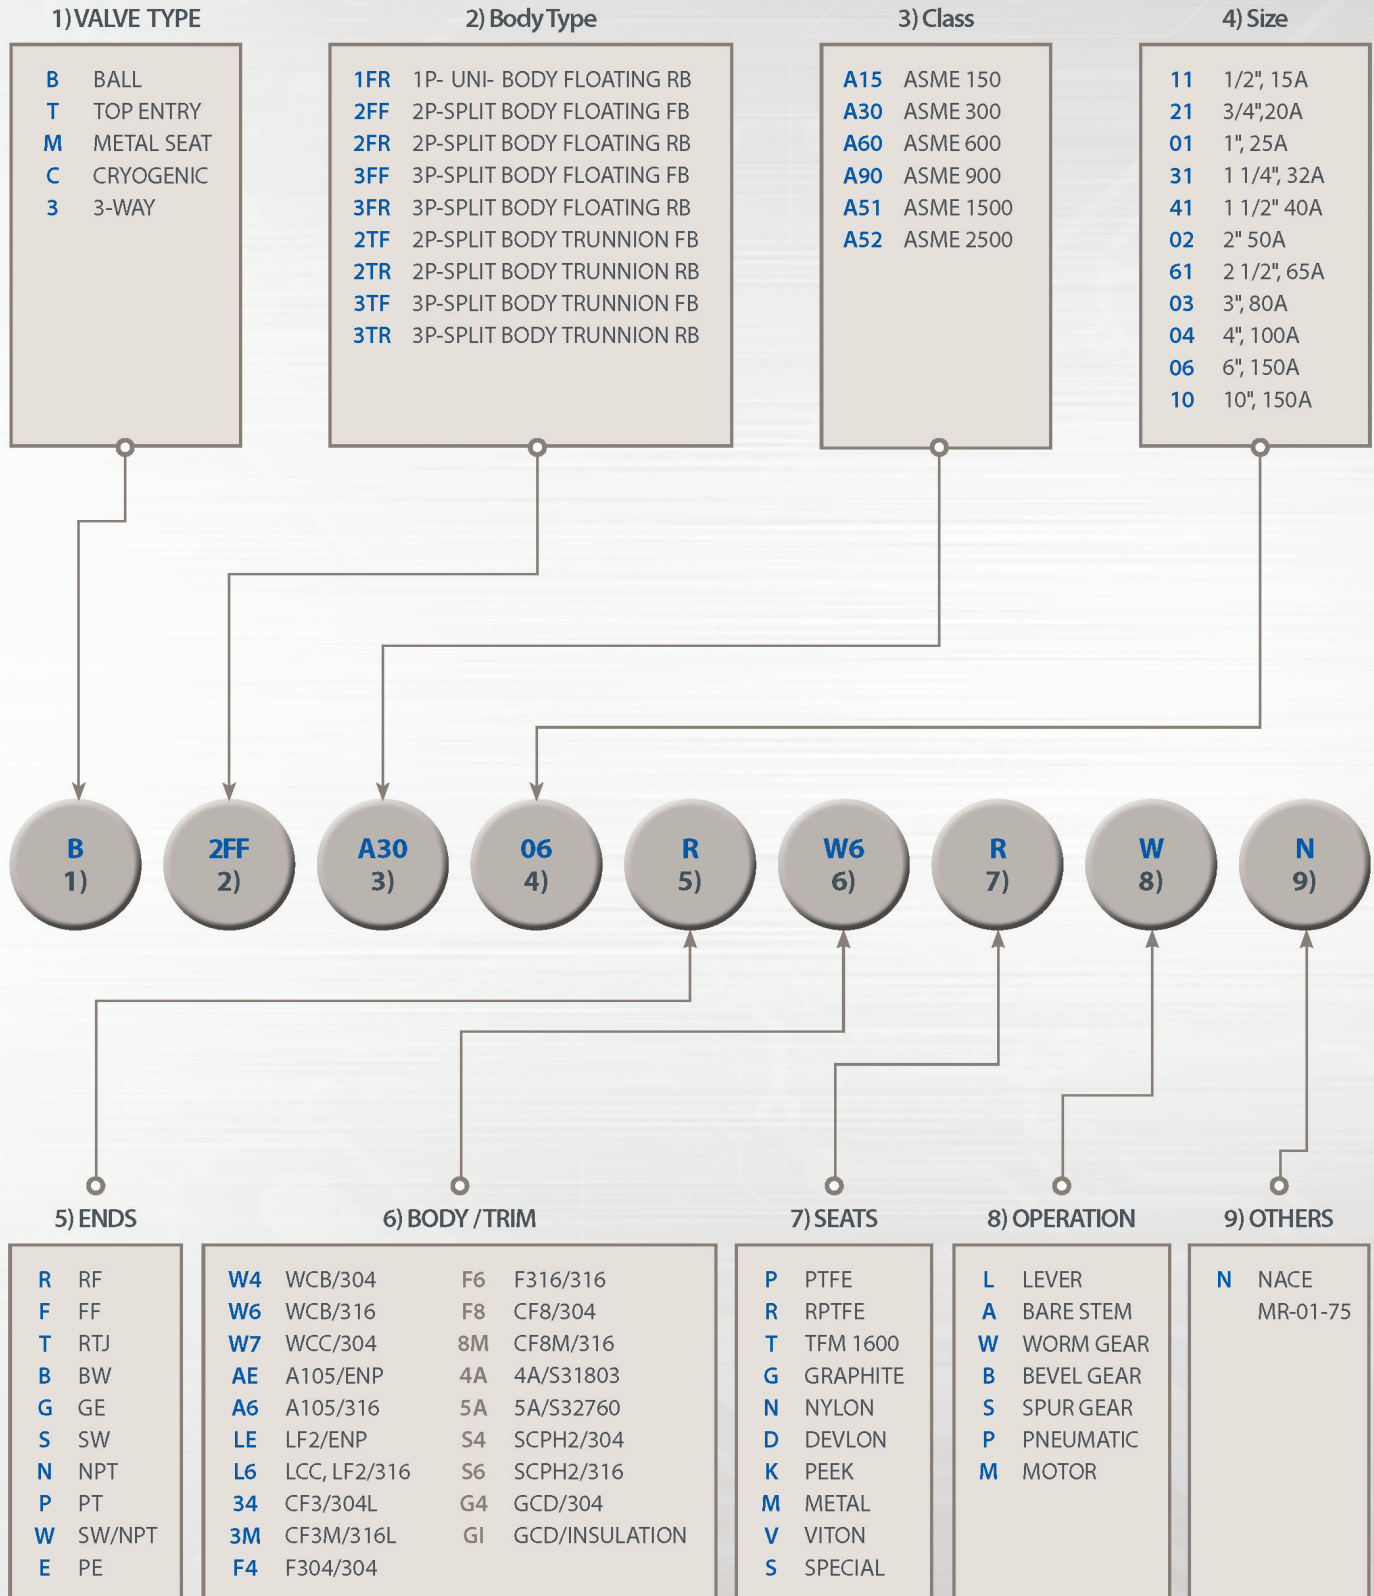 1) VALVE TYPE
B BALL
T TOP ENTRY
M METAL SEAT
C CRYOGENIC
3 3-WAY
2) Body Type
1FR 1P- UNI- BODY FLOATING RB
2FF 2P-SPLIT BODY FLOATING FB
2FR 2P-SPLIT BODY FLOATING RB
3FF 3P-SPLIT BODY FLOATING FB
3FR 3P-SPLIT BODY FLOATING RB
2TF 2P-SPLIT BODY TRUNNION FB
2TR 2P-SPLIT BODY TRUNNION RB
3TF 3P-SPLIT BODY TRUNNION FB
3TR 3P-SPLIT BODY TRUNNION RB
3) Class
A15 ASME 150
A30 ASME 300
A60 ASME 600
A90 ASME 900
A51 ASME 1500
A52 ASME 2500
4) Size
11 1/2", 15A
21 3/4",20A
01 1", 25A
31 1 1/4", 32A
41 1 1/2" 40A
02 2" 50A
61 2 1/2", 65A
03 3", 80A
04 4", 100A
06 6", 150A
10 10", 150A
B 2FF A30 06 R W6 R W N
1) 2) 3) 4) 5) 6) 7) 8) 9)
5) ENDS
R RF
F FF
T RTJ
B BW
G GE
S SW
N NPT
P PT
W SW/NPT
E PE
6) BODY / TRIM
W4 WCB/304
W6 WCB/316
W7 WCC/304
AE A105/ENP
A6 A105/316
LE LF2/ENP
L6 LCC, LF2/316
34 CF3/304L
3M CF3M/316L
F4 F304/304
F6 F316/316
F8 CF8/304
8M CF8M/316
4A 4A/S31803
5A 5A/S32760
S4 SCPH2/304
S6 SCPH2/316
G4 GCD/304
GI GCD/INSULATION
7) SEATS
P PTFE
R RPTFE
T TFM 1600
G GRAPHITE
N NYLON
D DEVLON
K PEEK
M METAL
V VITON
S SPECIAL
8) OPERATION
L LEVER
A BARE STEM
W WORM GEAR
B BEVEL GEAR
S SPUR GEAR
P PNEUMATIC
M MOTOR
9) OTHERS
N NACE
MR-01-75